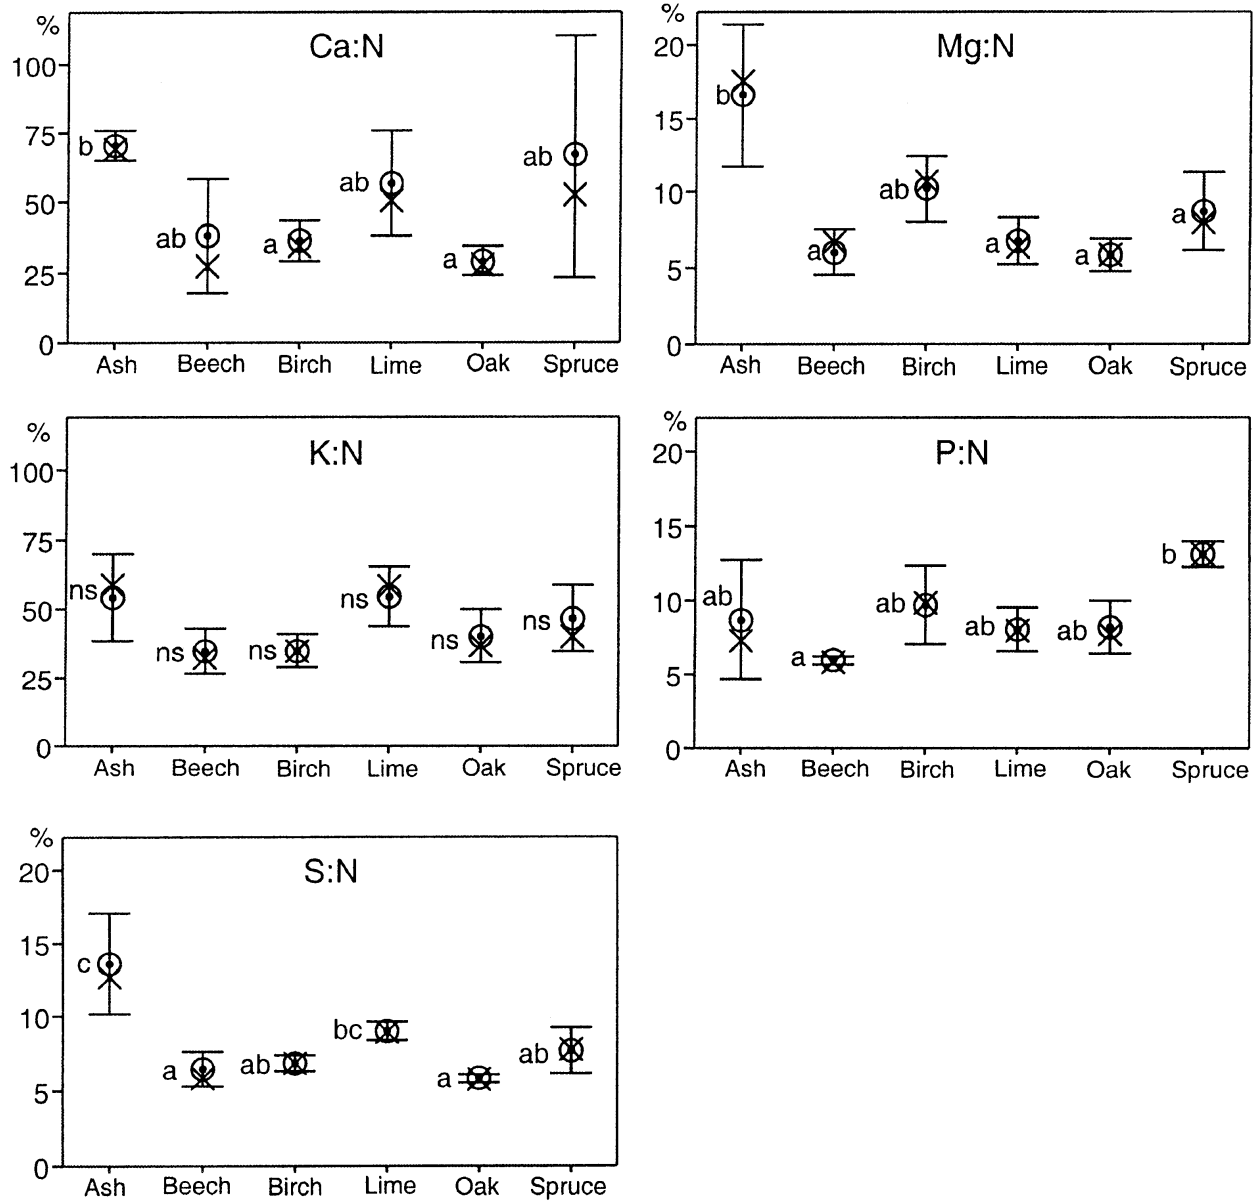 %
Ca:N
100
75
50
25
0
b
ab
a
ab
a
ab
Ash Beech Birch Lime Oak Spruce
%
Mg:N
20
15
10
5
0
b
a
ab
a
a
a
Ash Beech Birch Lime Oak Spruce
%
K:N
100
75
50
25
0
ns
ns
ns
ns
ns
ns
Ash Beech Birch Lime Oak Spruce
%
P:N
20
15
10
5
0
ab
a
ab
ab
ab
b
Ash Beech Birch Lime Oak Spruce
%
S:N
20
15
10
5
0
c
a
ab
bc
a
ab
Ash Beech Birch Lime Oak Spruce